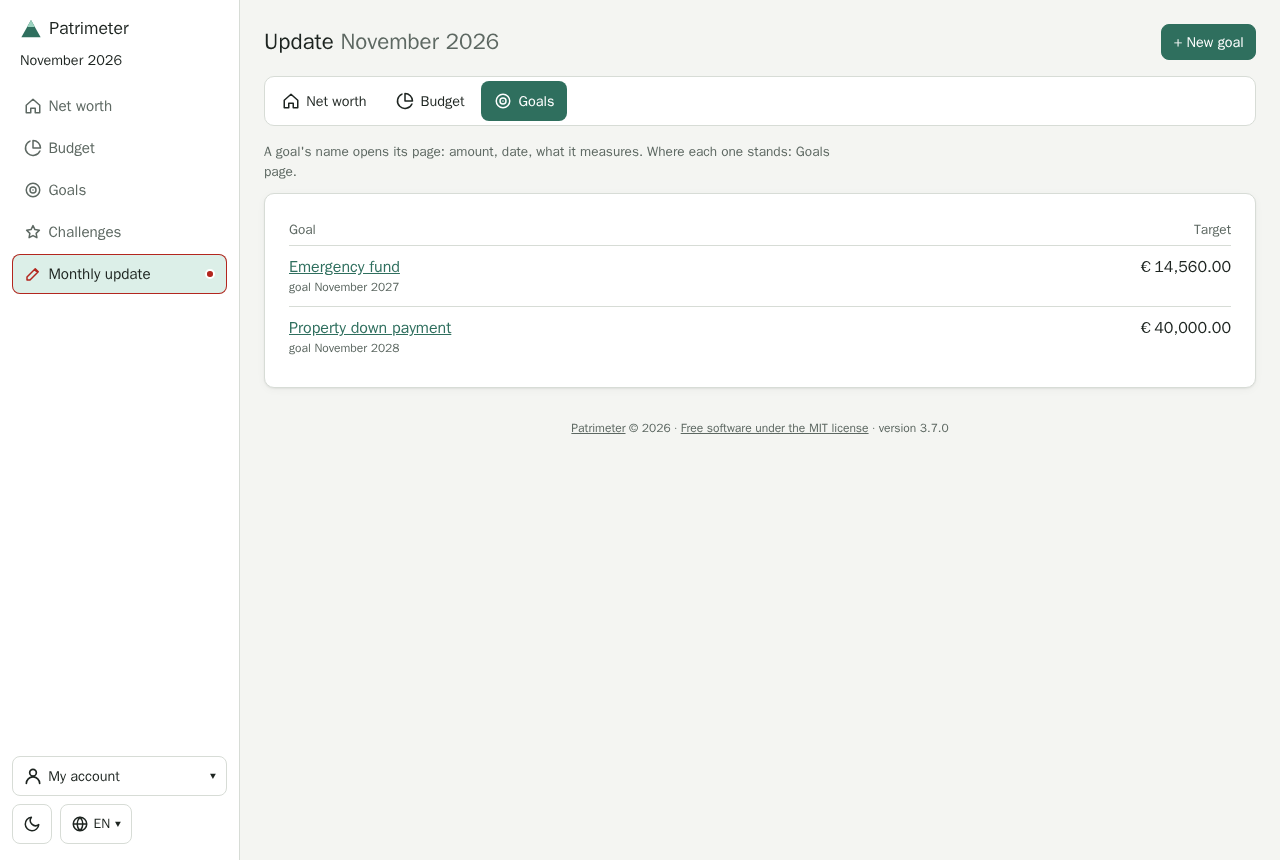 Patrimeter
November 2026
Net worth
Budget
Goals
Challenges
Monthly update
My account ▾
EN ▾
Update November 2026
+ New goal
Net worth
Budget
Goals
A goal's name opens its page: amount, date, what it measures. Where each one stands: Goals
page.
Goal Target
Emergency fund € 14,560.00
goal November 2027
Property down payment € 40,000.00
goal November 2028
Patrimeter © 2026 · Free software under the MIT license · version 3.7.0